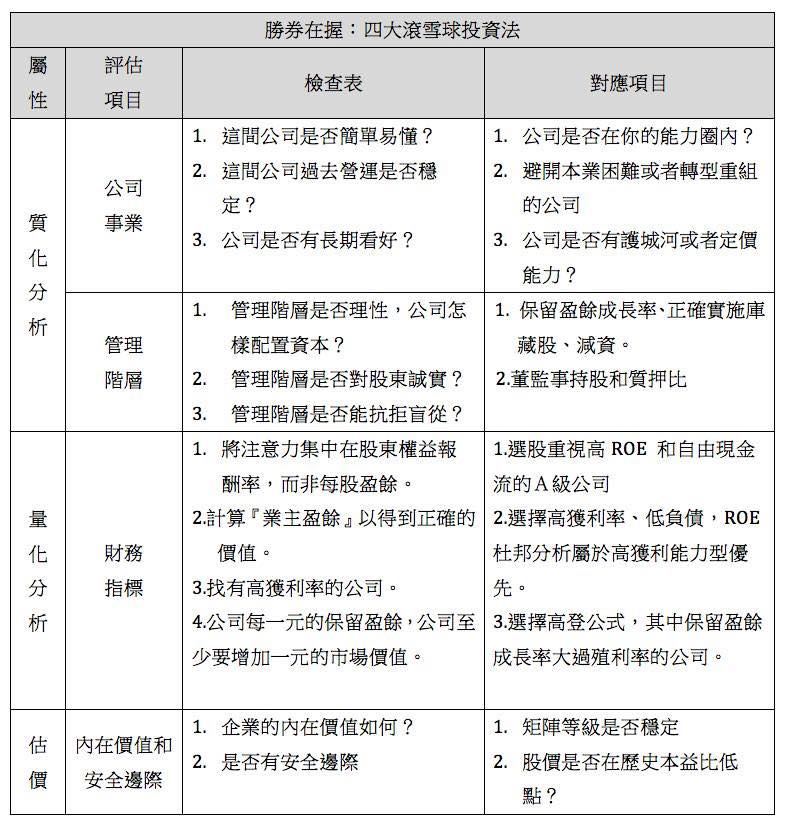 勝券在握：四大滾雪球投資法
屬
性
評估
項目
檢查表
對應項目
質
化
分
析
公司
事業
1. 這間公司是否簡單易懂？
2. 這間公司過去營運是否穩
定？
3. 公司是否有長期看好？
1. 公司是否在你的能力圈內？
2. 避開本業困難或者轉型重組
的公司
3. 公司是否有護城河或者定價
能力？
管理
階層
1. 管理階層是否理性，公司怎
樣配置資本？
2. 管理階層是否對股東誠實？
3. 管理階層是否能抗拒盲從？
1. 保留盈餘成長率、正確實施庫
藏股、減資。
2.董監事持股和質押比
量
化
分
析
財務
指標
1. 將注意力集中在股東權益報
酬率，而非每股盈餘。
2.計算『業主盈餘』以得到正確的
價值。
3.找有高獲利率的公司。
4.公司每一元的保留盈餘，公司至
少要增加一元的市場價值。
1.選股重視高 ROE 和自由現金
流的Ａ級公司
2.選擇高獲利率、低負債，ROE
杜邦分析屬於高獲利能力型優
先。
3.選擇高登公式，其中保留盈餘
成長率大過殖利率的公司。
估
價
內在價值和
安全邊際
1. 企業的內在價值如何？
2. 是否有安全邊際
1. 矩陣等級是否穩定
2. 股價是否在歷史本益比低
點？